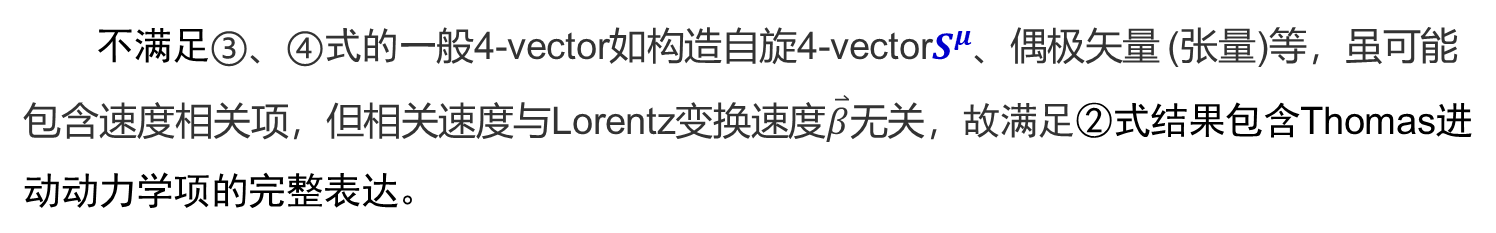 不满足③、④式的一般4-vector如构造自旋4-vector𝑺^𝝁、偶极矢量 (张量)等，虽可能
包含速度相关项，但相关速度与Lorentz变换速度𝛽⃗无关，故满足②式结果包含Thomas进
动动力学项的完整表达。